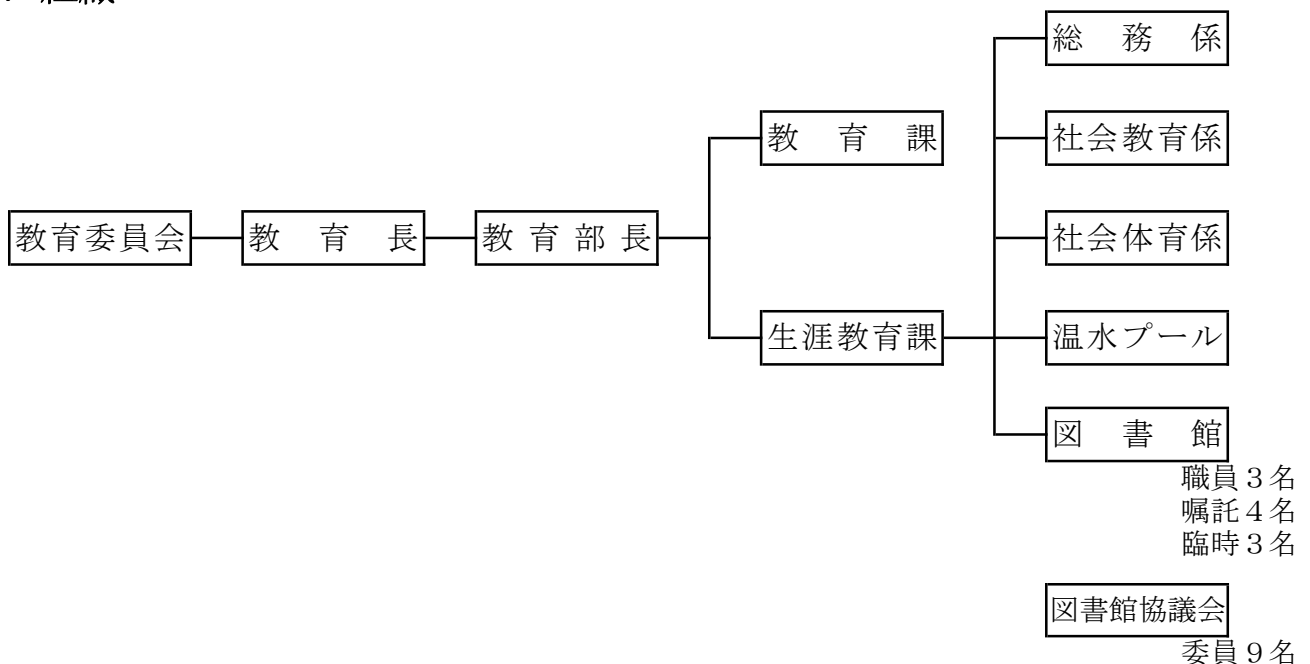 総務係
教育課
社会教育係
教育委員会
教育長
教育部長
社会体育係
生涯教育課
温水プール
図書館
職員３名
嘱託４名
臨時３名
図書館協議会
委員９名